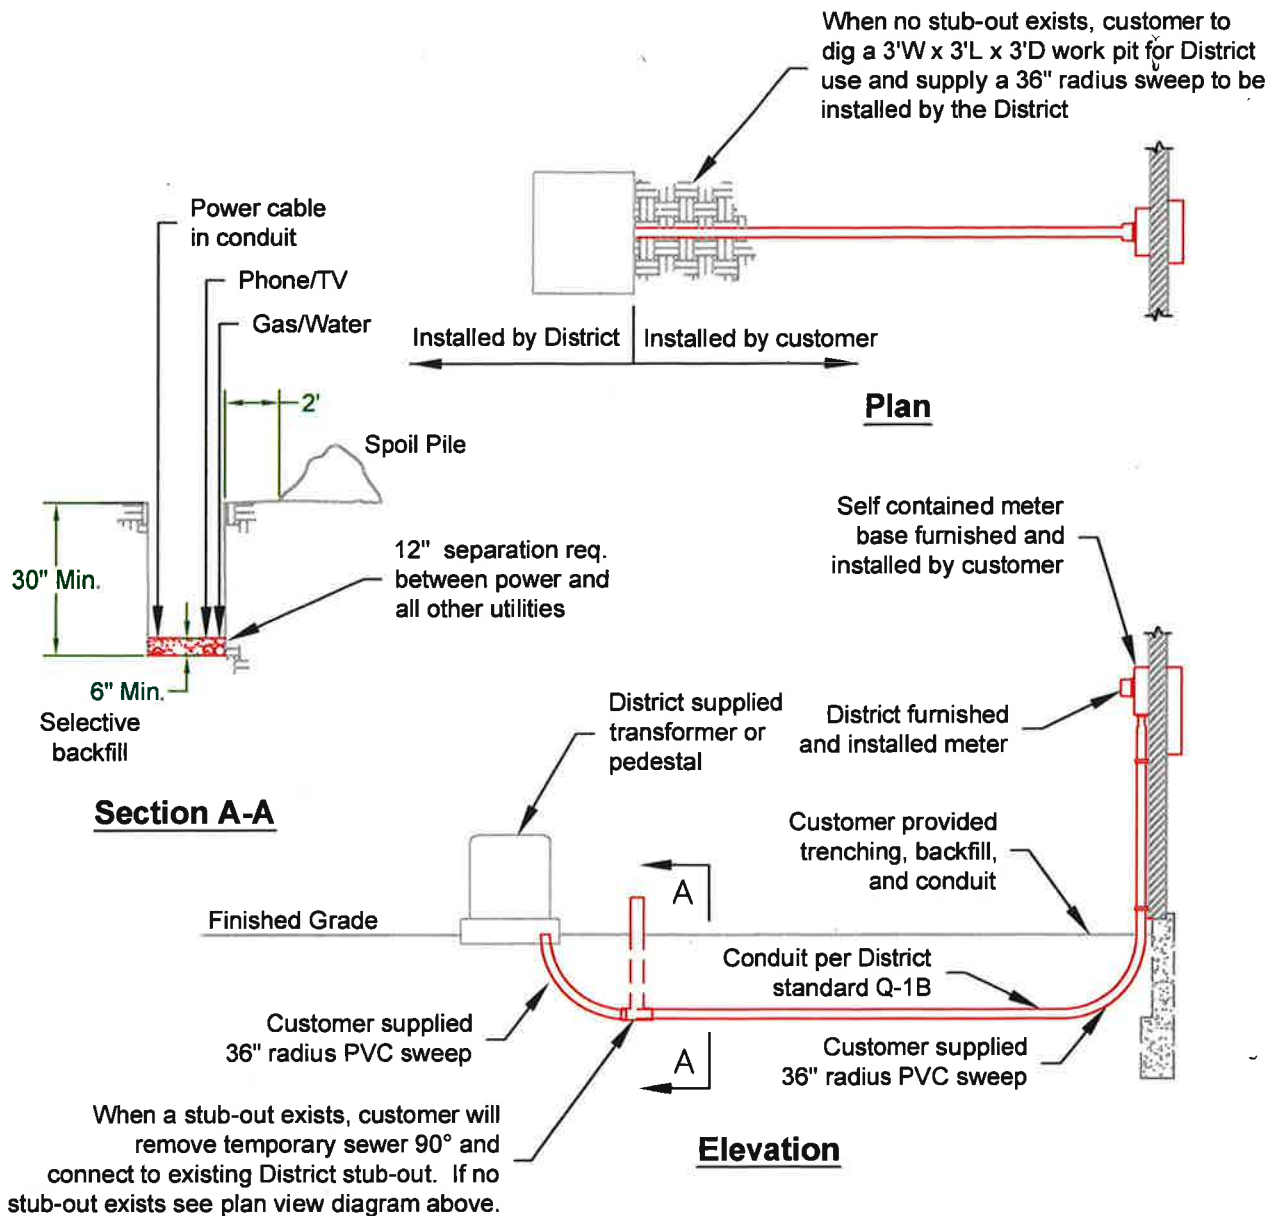 When no stub-out exists, customer to
dig a 3'W x 3'L x 3'D work pit for District
use and supply a 36" radius sweep to be
installed by the District
Power cable
in conduit
Phone/TV
Gas/Water
Installed by District
Installed by customer
2'
Plan
Spoil Pile
30" Min.
12" separation req.
between power and
all other utilities
6" Min.
Selective
backfill
Section A-A
Self contained meter
base furnished and
installed by customer
District supplied
transformer or
pedestal
District furnished
and installed meter
Customer provided
trenching, backfill,
and conduit
A
Finished Grade
Conduit per District
standard Q-1B
Customer supplied
36" radius PVC sweep
A
Customer supplied
36" radius PVC sweep
When a stub-out exists, customer will
remove temporary sewer 90° and
connect to existing District stub-out. If no
stub-out exists see plan view diagram above.
Elevation